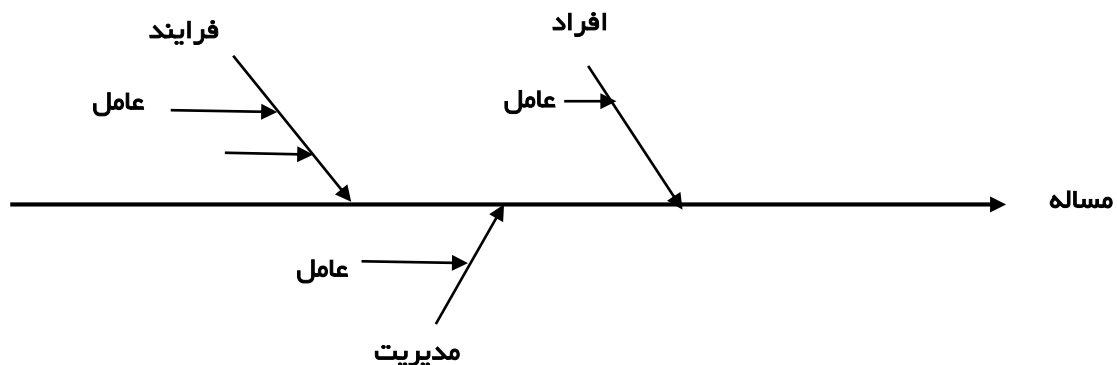 افراد
فرایند
عامل
عامل
مساله
عامل
مدیریت